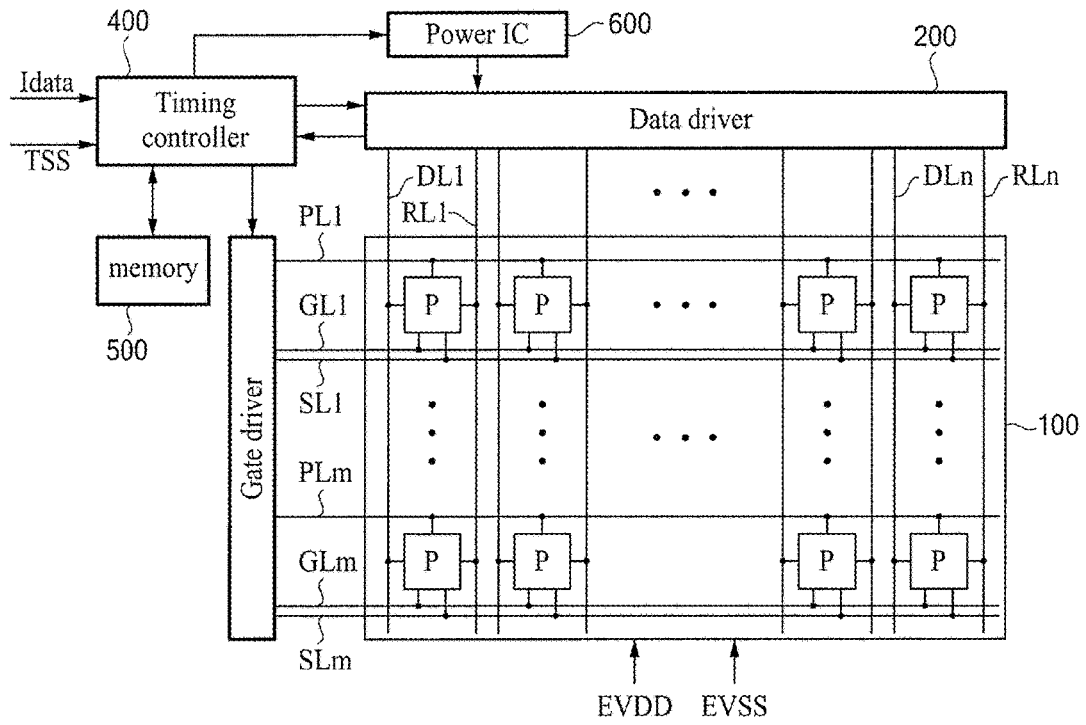 400
Power IC
600
200
Idata
Timing
controller
Data driver
TSS
DL1
DLn
RLn
RL1
PL1
memory
P P P P
GL1
500
SL1
Gate driver
100
PLm
P P P P
GLm
SLm
EVDD EVSS